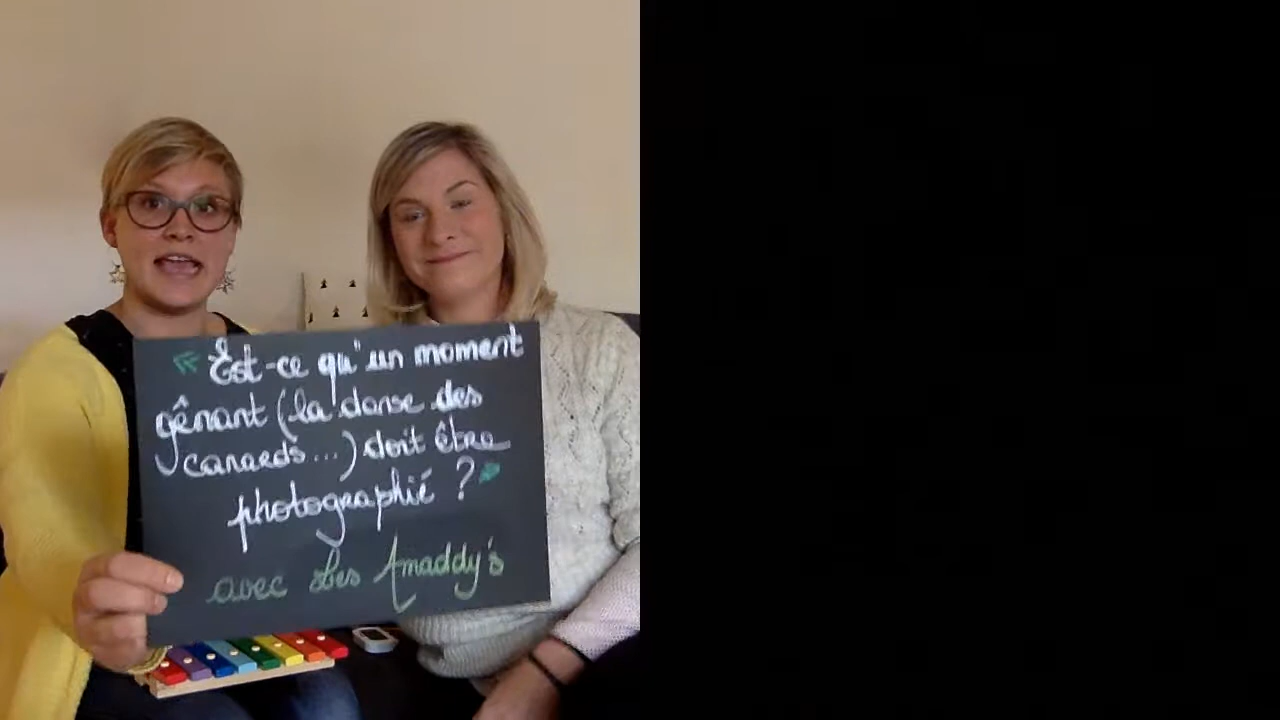 « Est-ce qu'un moment
gênant (la danse des
canards...) doit être
photographié ? »
avec Les Amaddy's